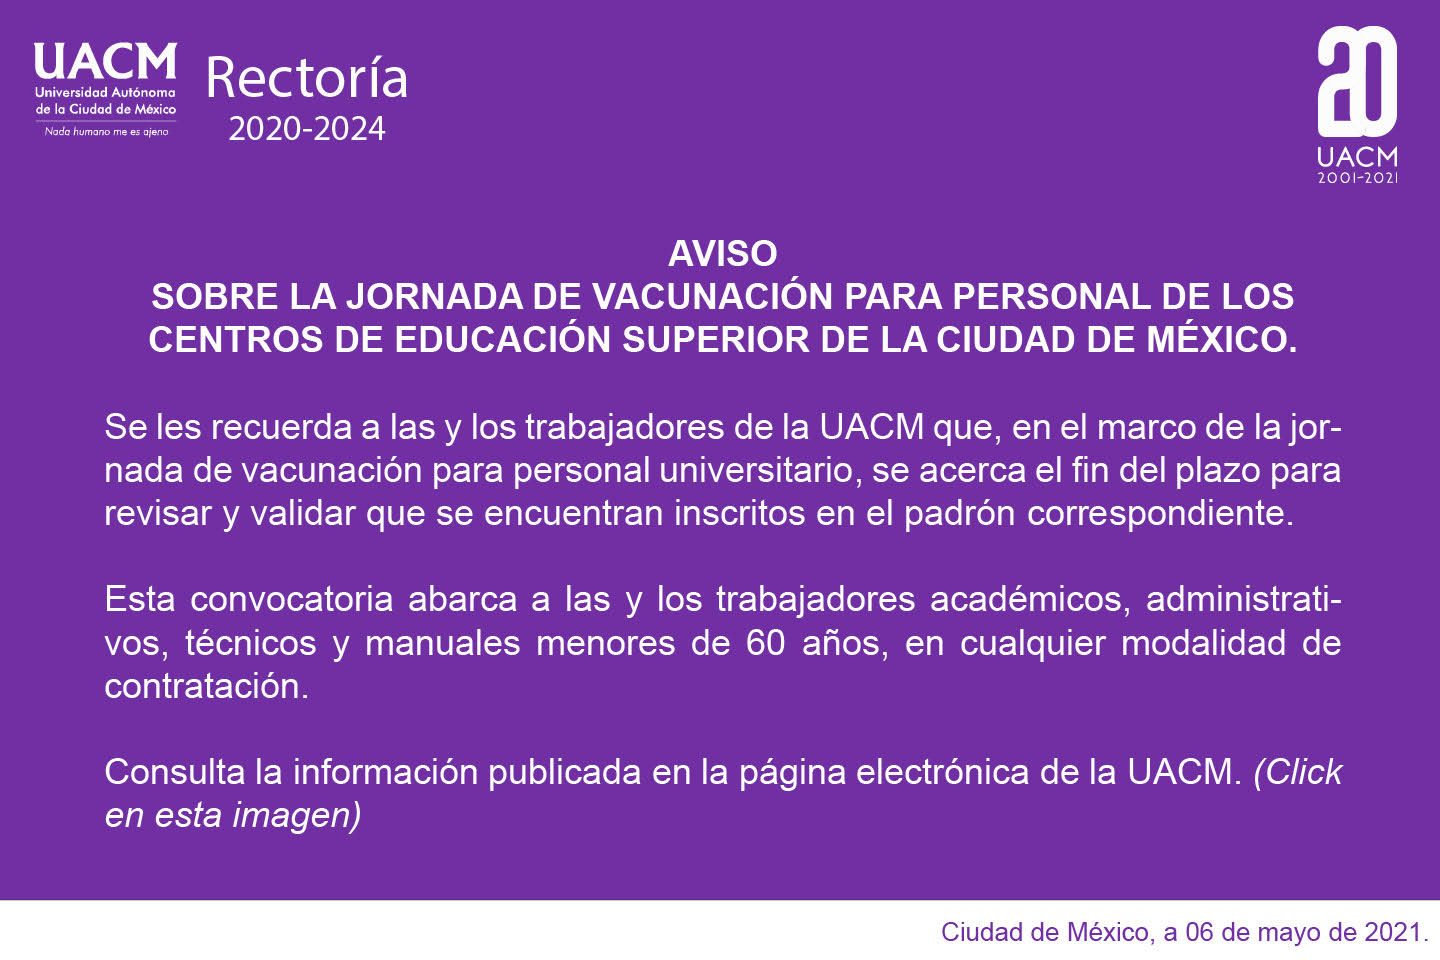 UACM
Universidad Autónoma
de la Ciudad de México
Nada humano me es ajeno
Rectoría
2020-2024
20
UACM
2001-2021
AVISO
SOBRE LA JORNADA DE VACUNACIÓN PARA PERSONAL DE LOS
CENTROS DE EDUCACIÓN SUPERIOR DE LA CIUDAD DE MÉXICO.
Se les recuerda a las y los trabajadores de la UACM que, en el marco de la jor-
nada de vacunación para personal universitario, se acerca el fin del plazo para
revisar y validar que se encuentran inscritos en el padrón correspondiente.
Esta convocatoria abarca a las y los trabajadores académicos, administrati-
vos, técnicos y manuales menores de 60 años, en cualquier modalidad de
contratación.
Consulta la información publicada en la página electrónica de la UACM. (Click
en esta imagen)
Ciudad de México, a 06 de mayo de 2021.